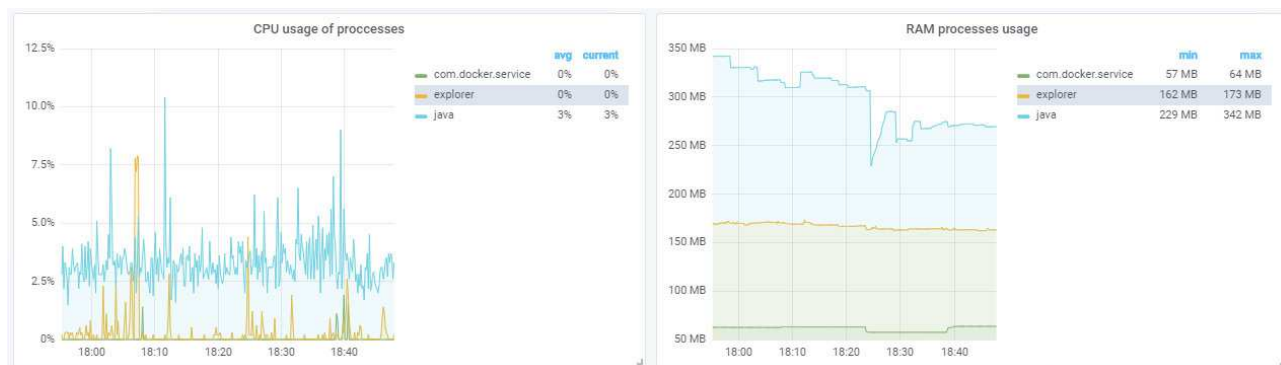 CPU usage of proccesses
12.5%
10.0%
7.5%
5.0%
2.5%
0%
18:00 18:10 18:20 18:30 18:40
avg current
com.docker.service 0% 0%
explorer 0% 0%
java 3% 3%
RAM processes usage
350 MB
300 MB
250 MB
200 MB
150 MB
100 MB
50 MB
18:00 18:10 18:20 18:30 18:40
min max
com.docker.service 57 MB 64 MB
explorer 162 MB 173 MB
java 229 MB 342 MB